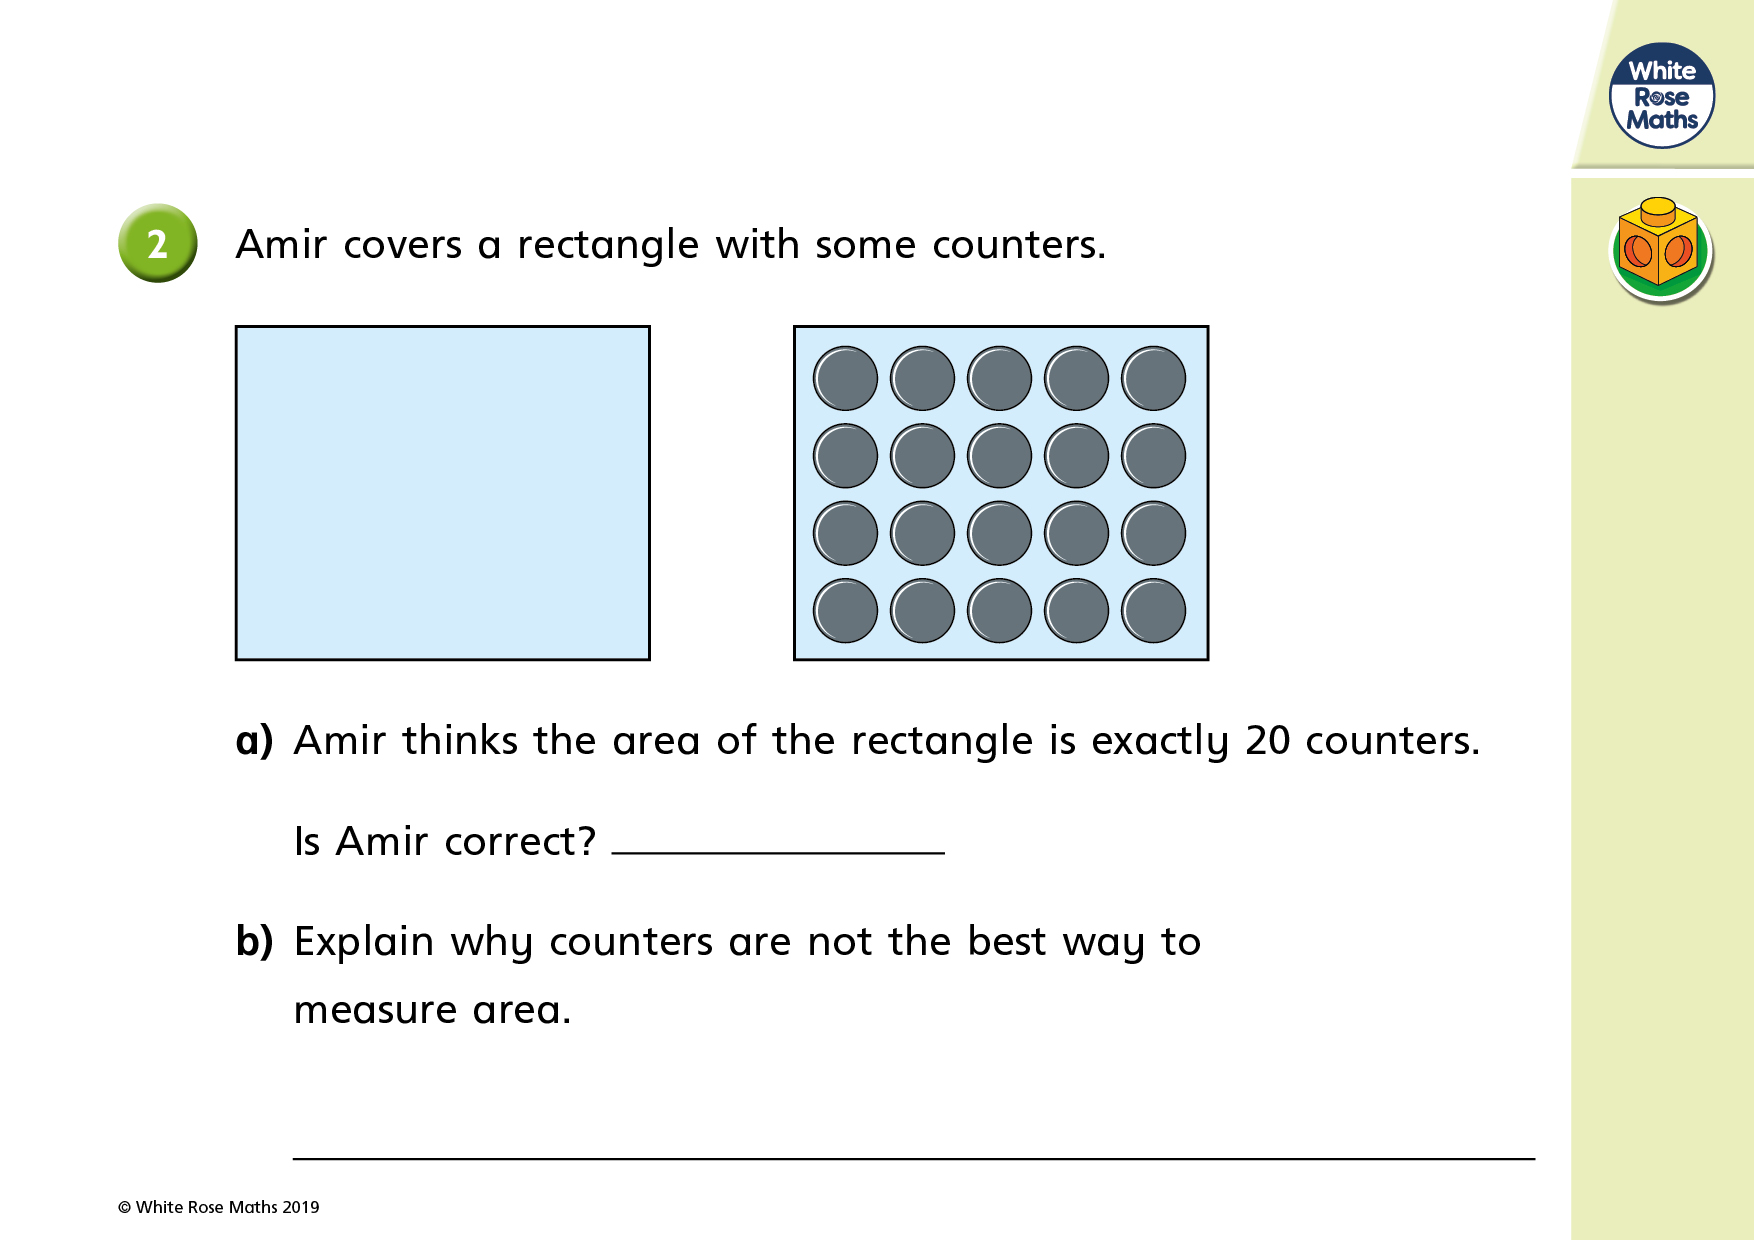 White
Rose
Maths
2 Amir covers a rectangle with some counters.
a) Amir thinks the area of the rectangle is exactly 20 counters.
Is Amir correct?
b) Explain why counters are not the best way to
measure area.
© White Rose Maths 2019